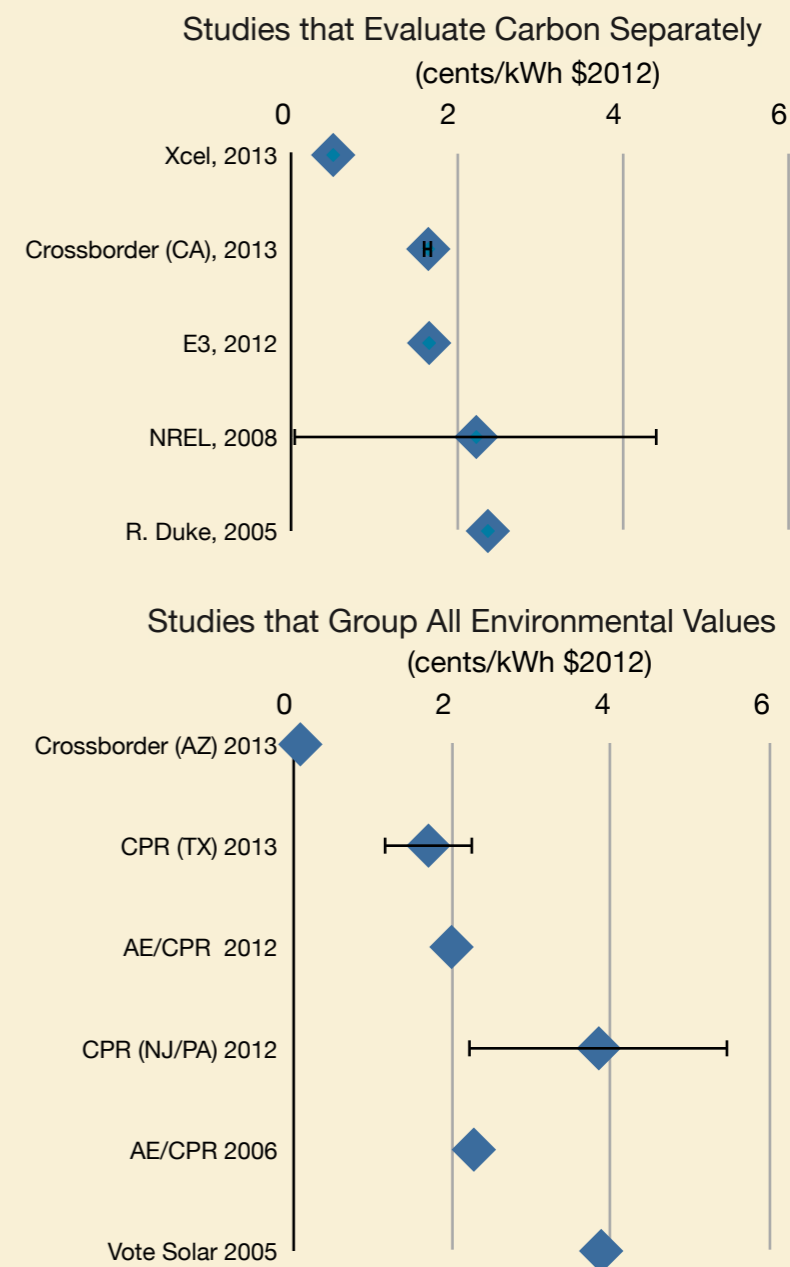 Studies that Evaluate Carbon Separately
(cents/kWh $2012)
0 2 4 6
Xcel, 2013
Crossborder (CA), 2013
E3, 2012
NREL, 2008
R. Duke, 2005
Studies that Group All Environmental Values
(cents/kWh $2012)
0 2 4 6
Crossborder (AZ) 2013
CPR (TX) 2013
AE/CPR 2012
CPR (NJ/PA) 2012
AE/CPR 2006
Vote Solar 2005